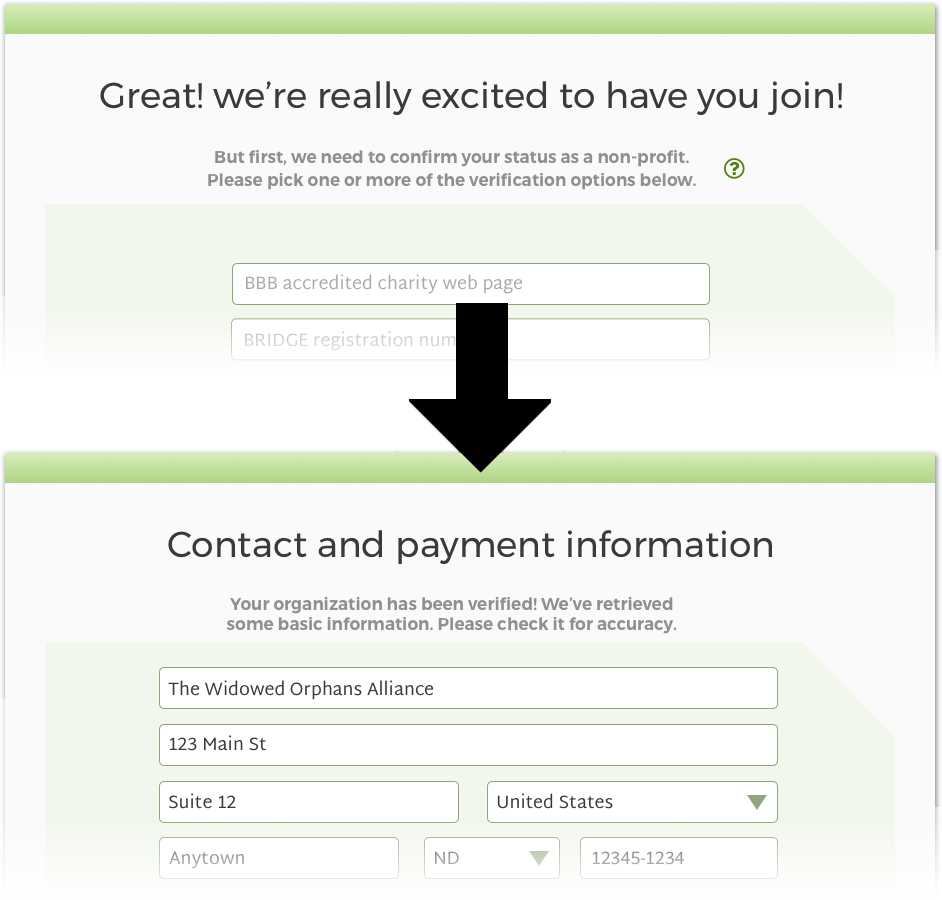 Great! we're really excited to have you join!
But first, we need to confirm your status as a non-profit.
Please pick one or more of the verification options below.
?
BBB accredited charity web page
BRIDGE registration num
Contact and payment information
Your organization has been verified! We've retrieved
some basic information. Please check it for accuracy.
The Widowed Orphans Alliance
123 Main St
Suite 12 United States
Anytown ND 12345-1234